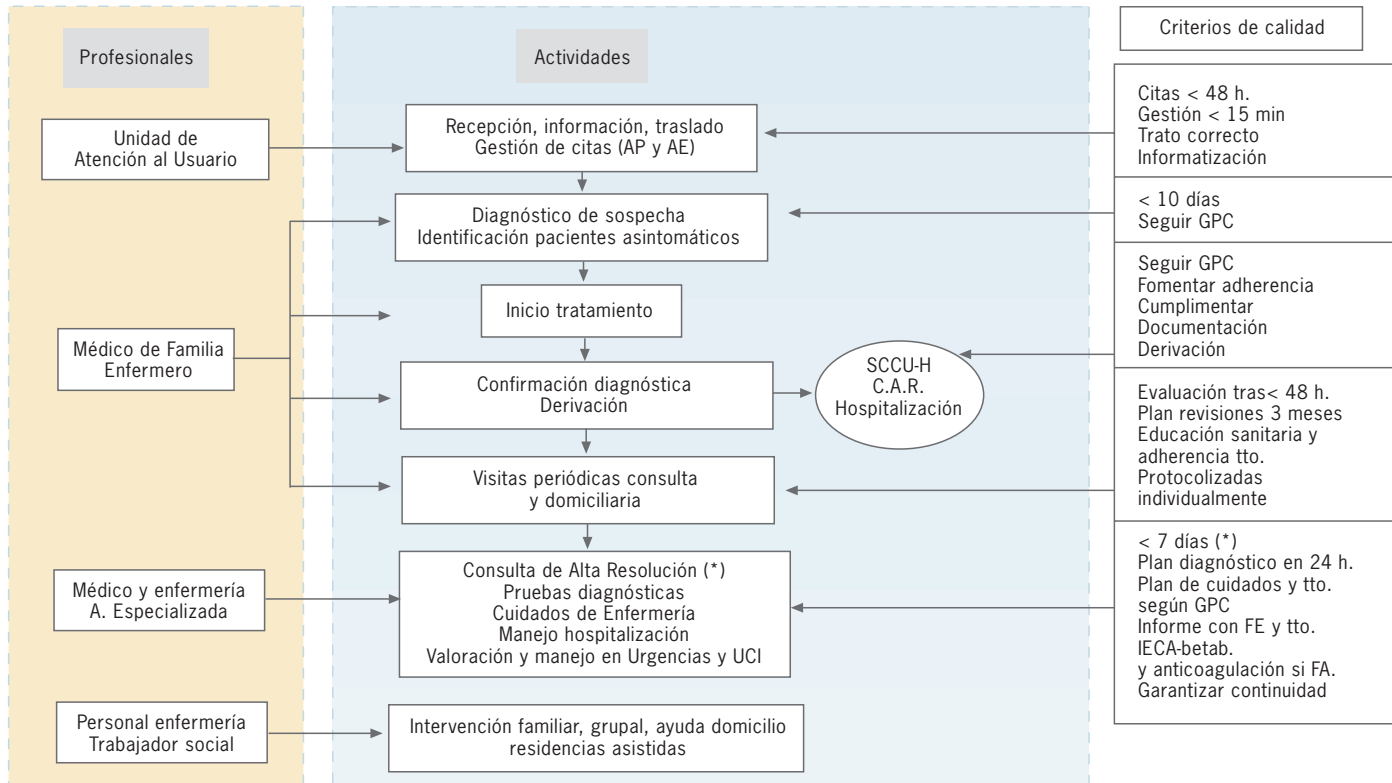 Profesionales
Actividades
Criterios de calidad
Unidad de
Atención al Usuario
Recepción, información, traslado
Gestión de citas (AP y AE)
Citas < 48 h.
Gestión < 15 min
Trato correcto
Informatización
Médico de Familia
Enfermero
Diagnóstico de sospecha
Identificación pacientes asintomáticos
< 10 días
Seguir GPC
Inicio tratamiento
Confirmación diagnóstica
Derivación
SCCU-H
C.A.R.
Hospitalización
Seguir GPC
Fomentar adherencia
Cumplimentar
Documentación
Derivación
Visitas periódicas consulta
y domiciliaria
Evaluación tras< 48 h.
Plan revisiones 3 meses
Educación sanitaria y
adherencia tto.
Protocolizadas
individualmente
Médico y enfermería
A. Especializada
Consulta de Alta Resolución (*)
Pruebas diagnósticas
Cuidados de Enfermería
Manejo hospitalización
Valoración y manejo en Urgencias y UCI
< 7 días (*)
Plan diagnóstico en 24 h.
Plan de cuidados y tto.
según GPC
Informe con FE y tto.
IECA-betab.
y anticoagulación si FA.
Garantizar continuidad
Personal enfermería
Trabajador social
Intervención familiar, grupal, ayuda domicilio
residencias asistidas